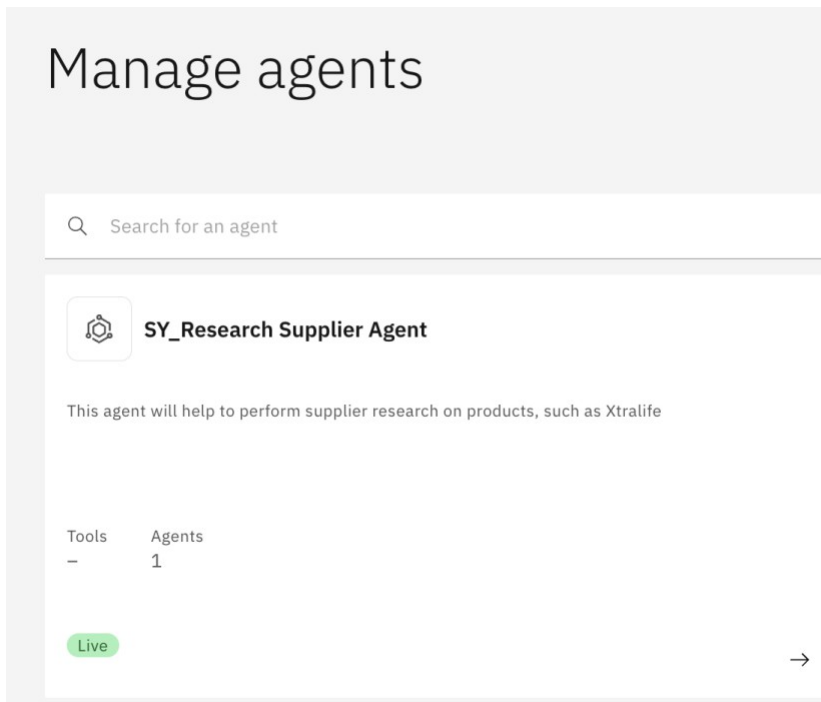 Manage agents
Search for an agent
SY_Research Supplier Agent
This agent will help to perform supplier research on products, such as Xtralife
Tools Agents
– 1
Live